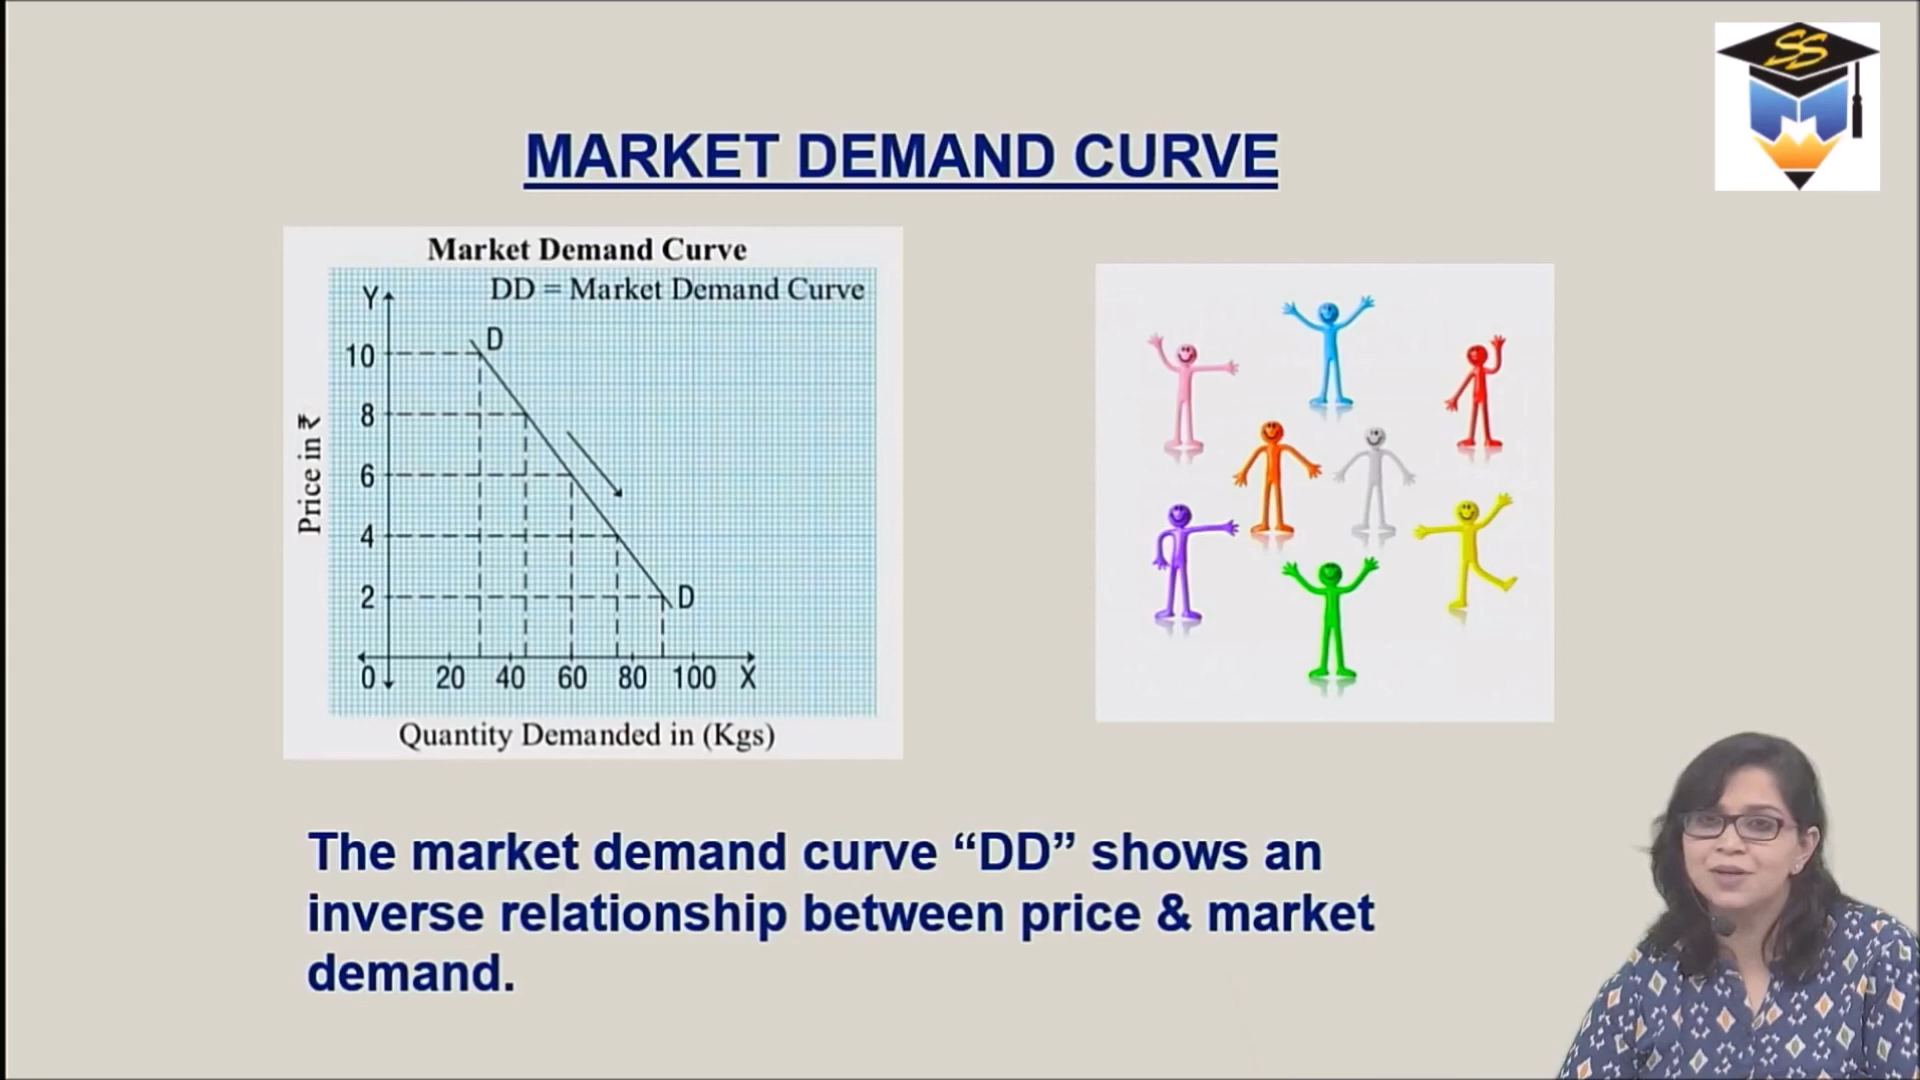 SS
MARKET DEMAND CURVE
Market Demand Curve
DD = Market Demand Curve
Y
D
10
8
6
4
2
D
Price in ₹
0 20 40 60 80 100 X
Quantity Demanded in (Kgs)
The market demand curve “DD” shows an
inverse relationship between price & market
demand.